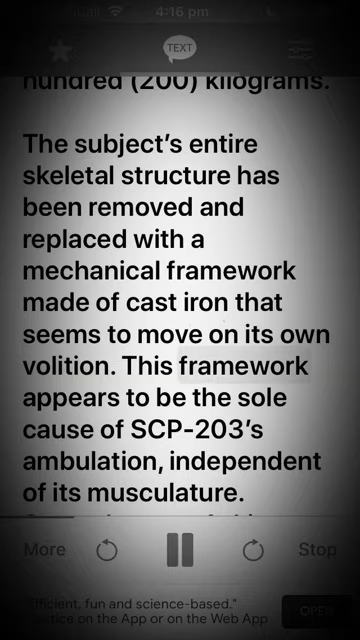 4:16 pm
TEXT
hundred (200) kilograms.
The subject's entire
skeletal structure has
been removed and
replaced with a
mechanical framework
made of cast iron that
seems to move on its own
volition. This framework
appears to be the sole
cause of SCP-203's
ambulation, independent
of its musculature.
More
Stop
efficient, fun and science-based."
on the App or on the Web App
OPEN